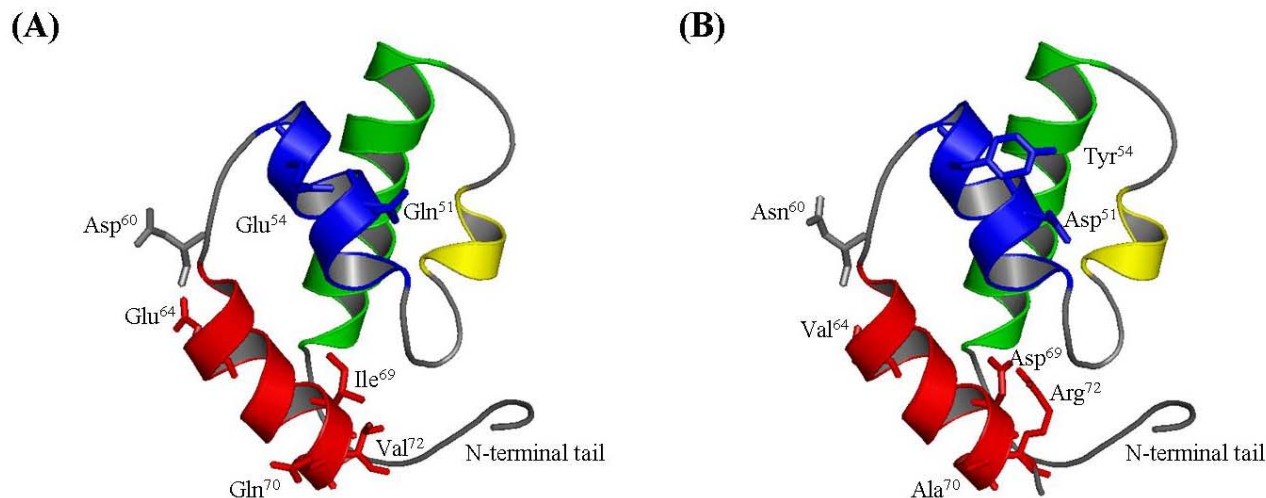 (A)
Asp⁶⁰
Glu⁵⁴
Gln⁵¹
Glu⁶⁴
Ile⁶⁹
Val⁷²
N-terminal tail
Gln⁷⁰
(B)
Tyr⁵⁴
Asp⁵¹
Asn⁶⁰
Val⁶⁴
Asp⁶⁹
Arg⁷²
N-terminal tail
Ala⁷⁰